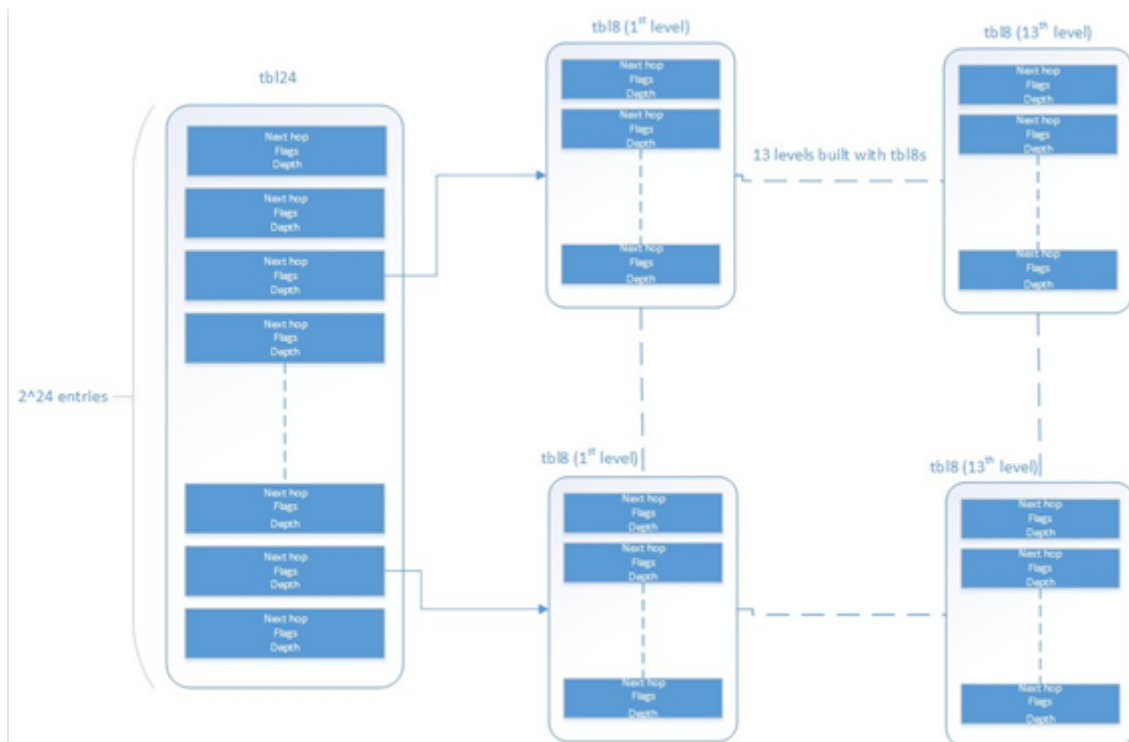 tbl24
Next hop
Flags
Depth
Next hop
Flags
Depth
Next hop
Flags
Depth
Next hop
Flags
Depth
Next hop
Flags
Depth
Next hop
Flags
Depth
Next hop
Flags
Depth
2^24 entries
tbl8 (1st level)
Next hop
Flags
Depth
Next hop
Flags
Depth
Next hop
Flags
Depth
13 levels built with tbl8s
tbl8 (13th level)
Next hop
Flags
Depth
Next hop
Flags
Depth
Next hop
Flags
Depth
tbl8 (1st level)
Next hop
Flags
Depth
Next hop
Flags
Depth
Next hop
Flags
Depth
tbl8 (13th level)
Next hop
Flags
Depth
Next hop
Flags
Depth
Next hop
Flags
Depth